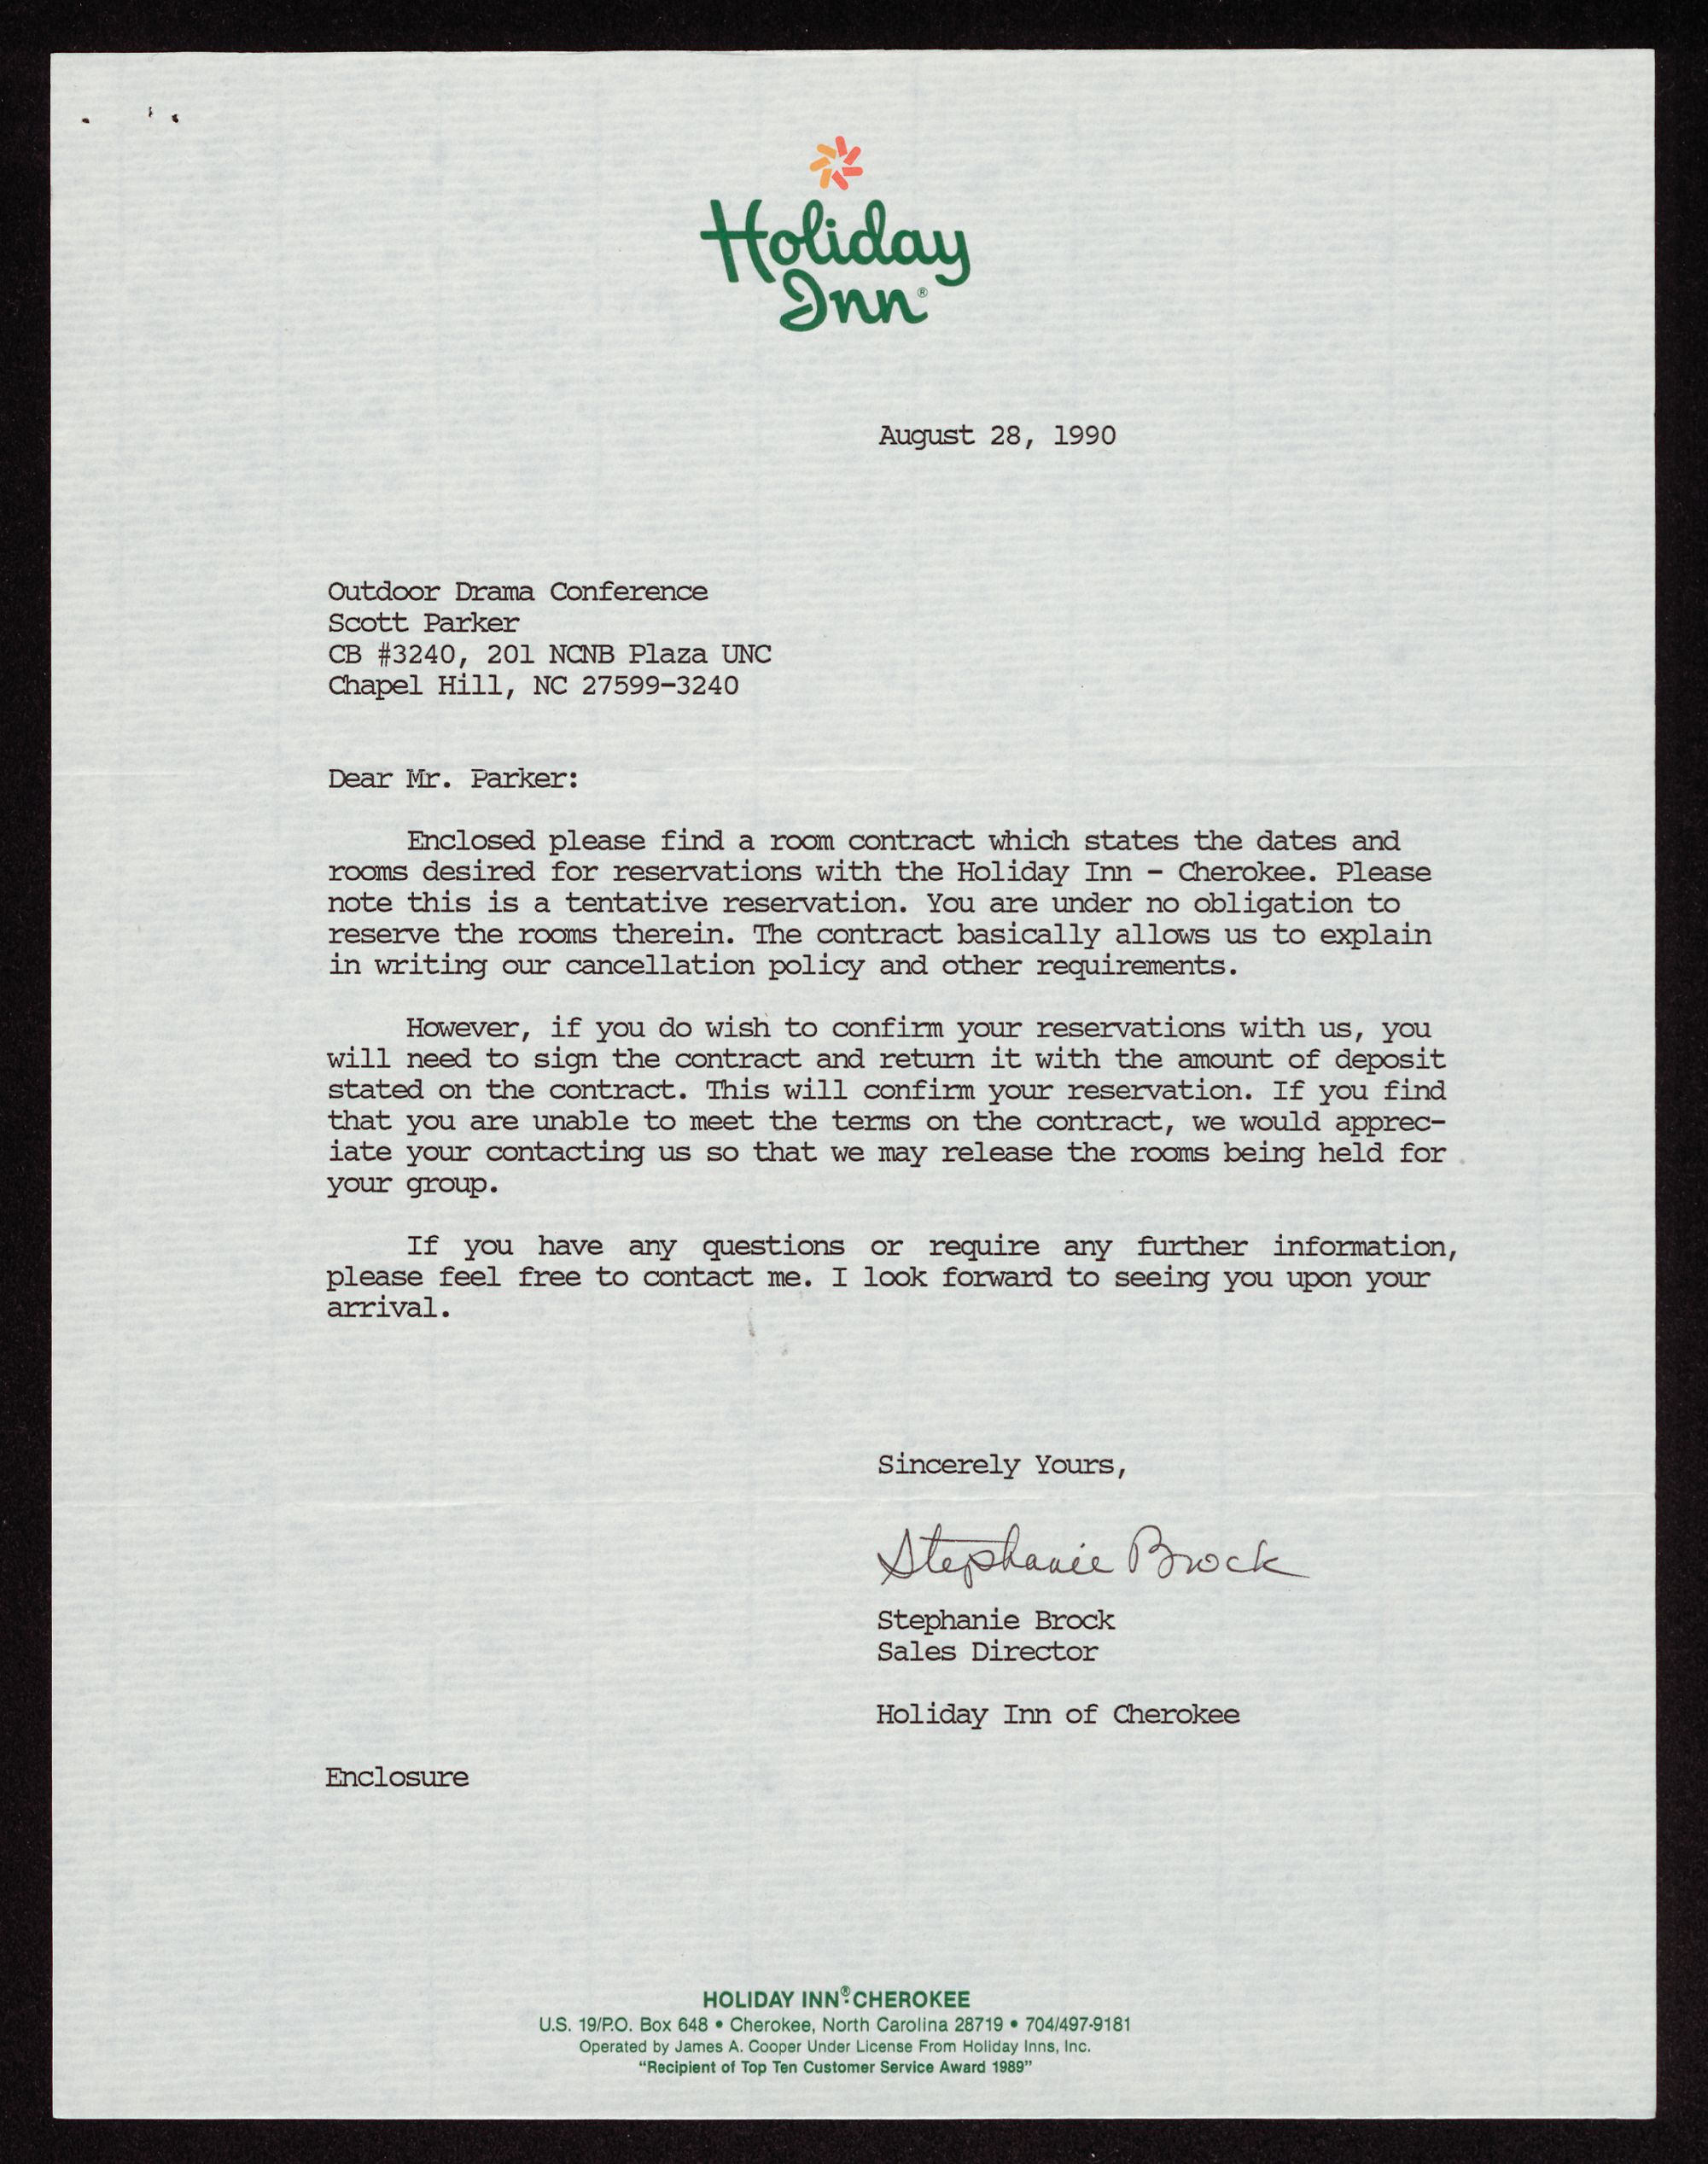 Holiday
Inn®
August 28, 1990
Outdoor Drama Conference
Scott Parker
CB #3240, 201 NCNB Plaza UNC
Chapel Hill, NC 27599-3240
Dear Mr. Parker:
Enclosed please find a room contract which states the dates and
rooms desired for reservations with the Holiday Inn - Cherokee. Please
note this is a tentative reservation. You are under no obligation to
reserve the rooms therein. The contract basically allows us to explain
in writing our cancellation policy and other requirements.
However, if you do wish to confirm your reservations with us, you
will need to sign the contract and return it with the amount of deposit
stated on the contract. This will confirm your reservation. If you find
that you are unable to meet the terms on the contract, we would apprec-
iate your contacting us so that we may release the rooms being held for
your group.
If you have any questions or require any further information,
please feel free to contact me. I look forward to seeing you upon your
arrival.
Sincerely Yours,
Stephanie Brock
Stephanie Brock
Sales Director
Holiday Inn of Cherokee
Enclosure
HOLIDAY INN®-CHEROKEE
U.S. 19/P.O. Box 648 • Cherokee, North Carolina 28719 • 704/497-9181
Operated by James A. Cooper Under License From Holiday Inns, Inc.
“Recipient of Top Ten Customer Service Award 1989”